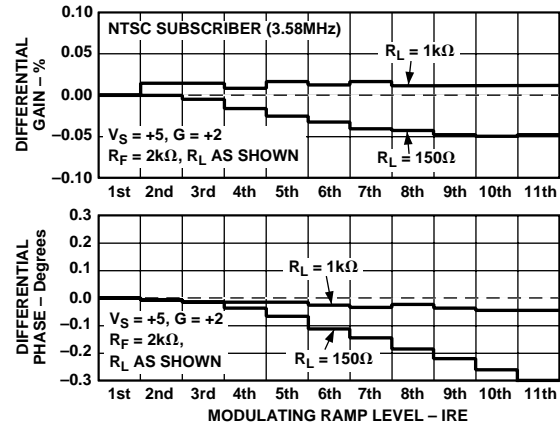 NTSC SUBSCRIBER (3.58MHz)
DIFFERENTIAL
GAIN – %
0.10
0.05
0.00
–0.05
–0.10
R_L = 1kΩ
V_S = +5, G = +2
R_F = 2kΩ, R_L AS SHOWN
R_L = 150Ω
1st 2nd 3rd 4th 5th 6th 7th 8th 9th 10th 11th
DIFFERENTIAL
PHASE – Degrees
0.3
0.2
0.1
0.0
–0.1
–0.2
–0.3
R_L = 1kΩ
V_S = +5, G = +2
R_F = 2kΩ,
R_L AS SHOWN
R_L = 150Ω
1st 2nd 3rd 4th 5th 6th 7th 8th 9th 10th 11th
MODULATING RAMP LEVEL – IRE